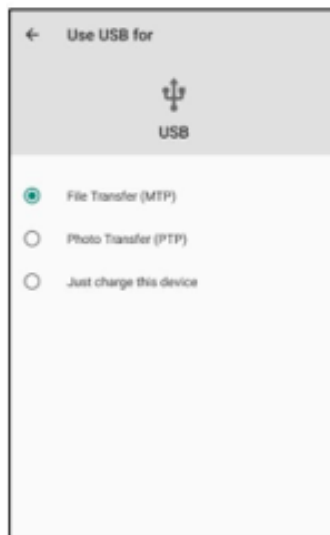 Use USB for
USB
File Transfer (MTP)
Photo Transfer (PTP)
Just charge this device